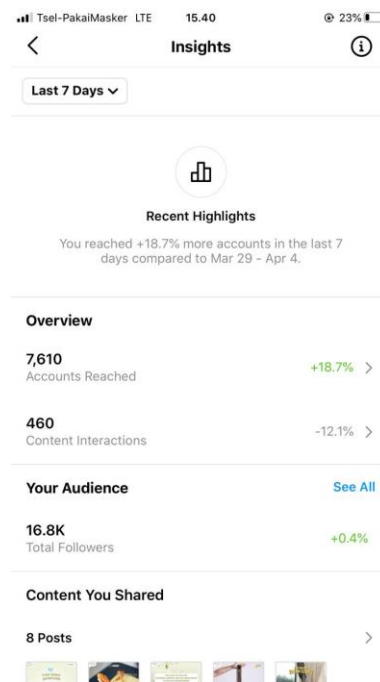 Tsel-PakaiMasker LTE 15.40 23%
Insights
Last 7 Days
Recent Highlights
You reached +18.7% more accounts in the last 7
days compared to Mar 29 - Apr 4.
Overview
7,610
Accounts Reached
+18.7%
460
Content Interactions
-12.1%
Your Audience
See All
16.8K
Total Followers
+0.4%
Content You Shared
8 Posts